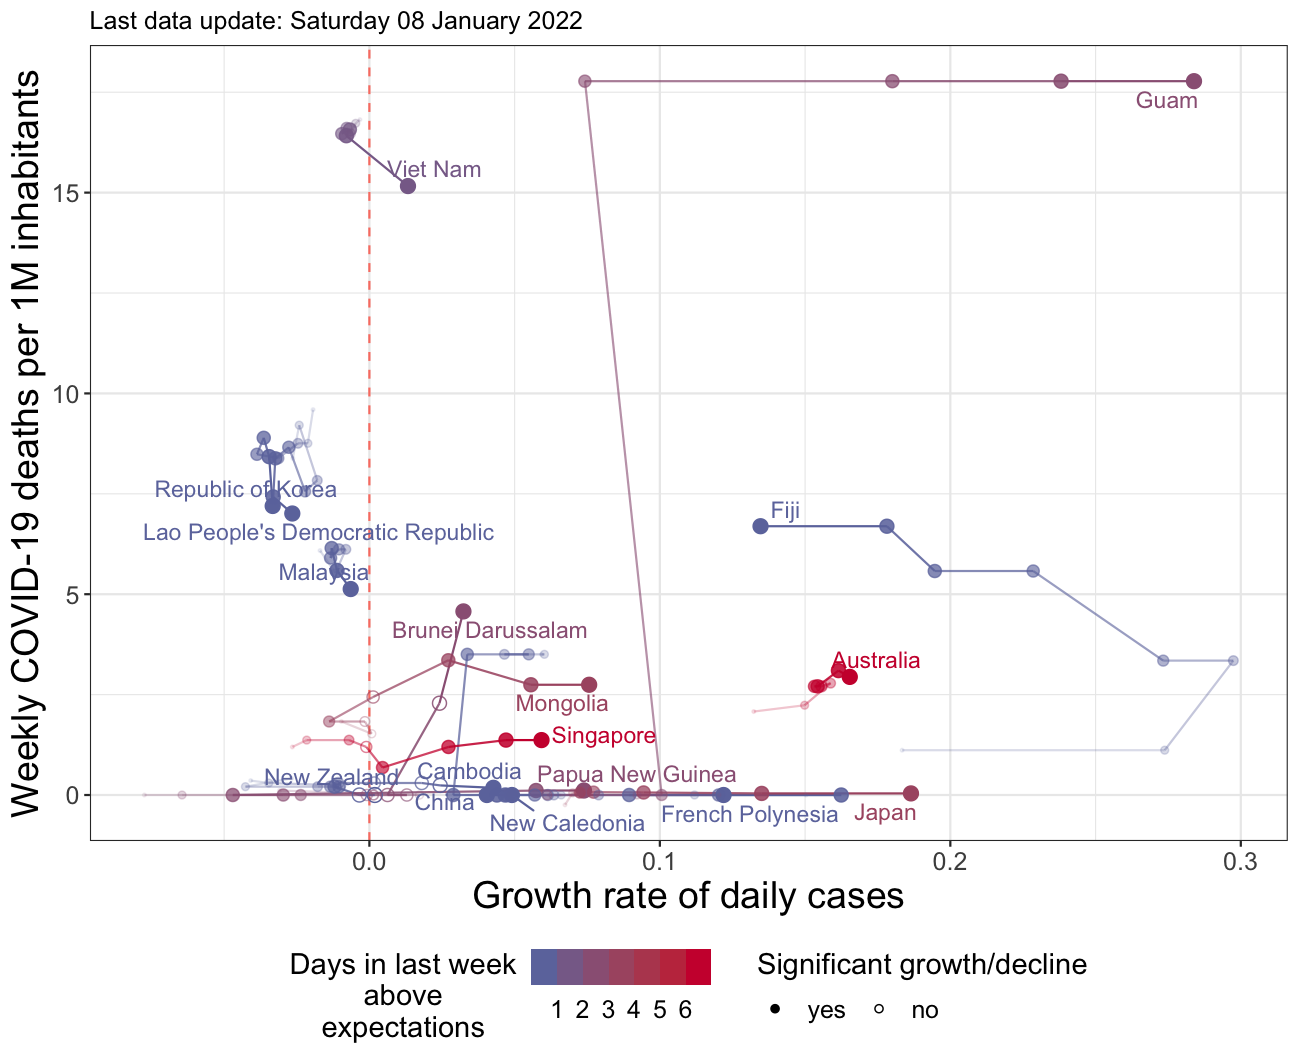 Last data update: Saturday 08 January 2022
Weekly COVID-19 deaths per 1M inhabitants
15
10
5
0
Guam
Viet Nam
Republic of Korea
Lao People's Democratic Republic
Malaysia
Fiji
Brunei Darussalam
Australia
Mongolia
Singapore
New Zealand
Cambodia
Papua New Guinea
China
New Caledonia
French Polynesia
Japan
0.0 0.1 0.2 0.3
Growth rate of daily cases
Days in last week
above
expectations
1 2 3 4 5 6
Significant growth/decline
yes no